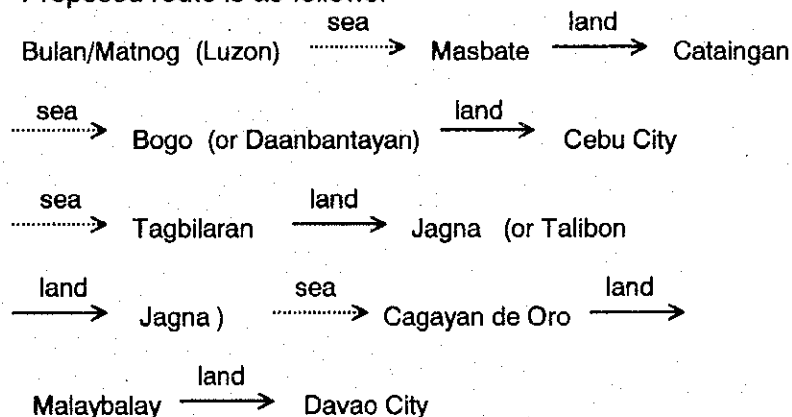 Proposed route is as follows:
sea land
Bulan/Matnog (Luzon) Masbate Cataingan
sea land
Bogo (or Daanbantayan) Cebu City
sea land
Tagbilaran Jagna (or Talibon
land sea land
Jagna ) Cagayan de Oro
land
Malaybalay Davao City